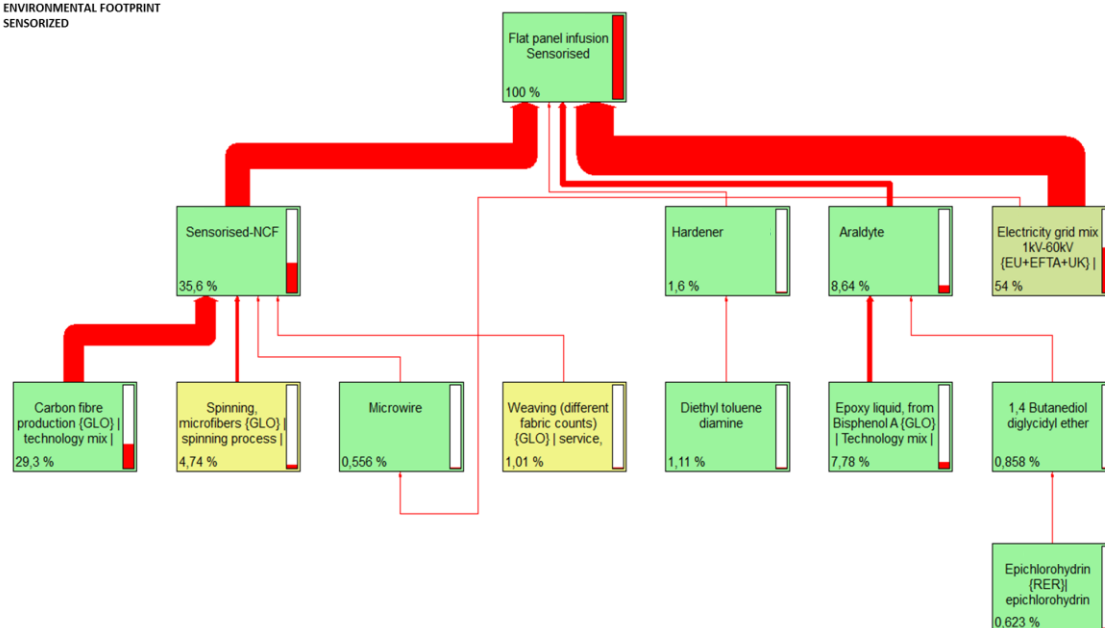 ENVIRONMENTAL FOOTPRINT
SENSORIZED
Flat panel infusion
Sensorised
100 %
Sensorised-NCF
35,6 %
Hardener
1,6 %
Araldyte
8,64 %
Electricity grid mix
1kV-60kV
{EU+EFTA+UK} |
54 %
Carbon fibre
production {GLO} |
technology mix |
29,3 %
Spinning,
microfibers {GLO} |
spinning process |
4,74 %
Microwire
0,556 %
Weaving (different
fabric counts)
{GLO} | service,
1,01 %
Diethyl toluene
diamine
1,11 %
Epoxy liquid, from
Bisphenol A {GLO}
| Technology mix |
7,78 %
1,4 Butanediol
diglycidyl ether
0,858 %
Epichlorohydrin
{RER}|
epichlorohydrin
0,623 %